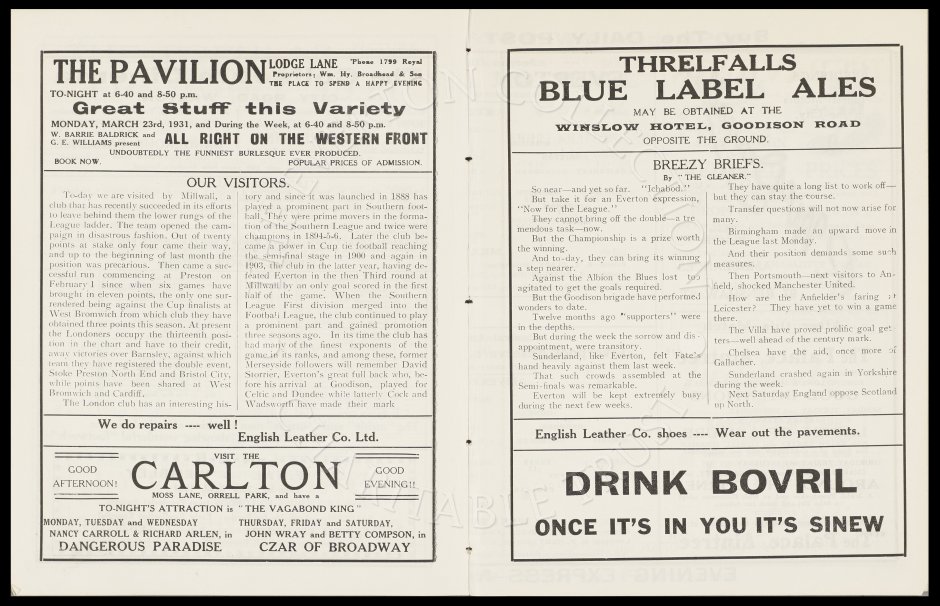 THE PAVILION
LODGE LANE 'Phone 1799 Royal
Proprietors: Wm. Hy. Broadhead & Son
THE PLACE TO SPEND A HAPPY EVENING
TO-NIGHT at 6-40 and 8-50 p.m.
Great Stuff this Variety
MONDAY, MARCH 23rd, 1931, and During the Week, at 6-40 and 8-50 p.m.
W. BARRIE BALDRICK and
G. E. WILLIAMS present
ALL RIGHT ON THE WESTERN FRONT
UNDOUBTEDLY THE FUNNIEST BURLESQUE EVER PRODUCED.
BOOK NOW. POPULAR PRICES OF ADMISSION.
OUR VISITORS.
To-day we are visited by Millwall, a
club that has recently succeeded in its efforts
to leave behind them the lower rungs of the
League ladder. The team opened the cam-
paign in disastrous fashion. Out of twenty
points at stake only four came their way,
and up to the beginning of last month the
position was precarious. Then came a suc-
cessful run commencing at Preston on
February 1 since when six games have
brought in eleven points, the only one sur-
rendered being against the Cup finalists at
West Bromwich from which club they have
obtained three points this season. At present
the Londoners occupy the thirteenth posi-
tion in the chart and have to their credit,
away victories over Barnsley, against which
team they have registered the double event,
Stoke Preston North End and Bristol City,
while points have been shared at West
Bromwich and Cardiff.
The London club has an interesting his-
tory and since it was launched in 1888 has
played a prominent part in Southern foot-
ball. They were prime movers in the forma-
tion of the Southern League and twice were
champions in 1894-5-6. Later the club be-
came a power in Cup tie football reaching
the semi-final stage in 1900 and again in
1903, the club in the latter year, having de-
feated Everton in the then Third round at
Millwall by an only goal scored in the first
half of the game. When the Southern
League First division merged into the
Football League, the club continued to play
a prominent part and gained promotion
three seasons ago. In its time the club has
had many of the finest exponents of the
game in its ranks, and among these, former
Merseyside followers will remember David
Storrier, Everton's great full back who, be-
fore his arrival at Goodison, played for
Celtic and Dundee while latterly Cock and
Wadsworth have made their mark
We do repairs ---- well !
English Leather Co. Ltd.
GOOD
AFTERNOON!
VISIT THE
CARLTON
MOSS LANE, ORRELL PARK, and have a
GOOD
EVENING!!
TO-NIGHT'S ATTRACTION is "THE VAGABOND KING"
MONDAY, TUESDAY and WEDNESDAY
NANCY CARROLL & RICHARD ARLEN, in
DANGEROUS PARADISE
THURSDAY, FRIDAY and SATURDAY,
JOHN WRAY and BETTY COMPSON, in
CZAR OF BROADWAY
THRELFALLS
BLUE LABEL ALES
MAY BE OBTAINED AT THE
WINSLOW HOTEL, GOODISON ROAD
OPPOSITE THE GROUND.
BREEZY BRIEFS.
By "THE GLEANER."
So near—and yet so far. "Ichabod."
But take it for an Everton expression,
"Now for the League."
They cannot bring off the double—a tre
mendous task—now.
But the Championship is a prize worth
the winning.
And to-day, they can bring its winning
a step nearer.
Against the Albion the Blues lost too
agitated to get the goals required.
But the Goodison brigade have performed
wonders to date.
Twelve months ago "supporters" were
in the depths.
But during the week the sorrow and dis-
appointment, were transitory.
Sunderland, like Everton, felt Fate's
hand heavily against them last week.
That such crowds assembled at the
Semi-finals was remarkable.
Everton will be kept extremely busy
during the next few weeks.
They have quite a long list to work off—
but they can stay the course.
Transfer questions will not now arise for
many.
Birmingham made an upward move in
the League last Monday.
And their position demands some such
measures.
Then Portsmouth—next visitors to An-
field, shocked Manchester United.
How are the Anfielder's faring at
Leicester? They have yet to win a game
there.
The Villa have proved prolific goal get-
ters—well ahead of the century mark.
Chelsea have the aid, once more of
Gallacher.
Sunderland crashed again in Yorkshire
during the week.
Next Saturday England oppose Scotland
up North.
English Leather Co. shoes ---- Wear out the pavements.
DRINK BOVRIL
ONCE IT'S IN YOU IT'S SINEW